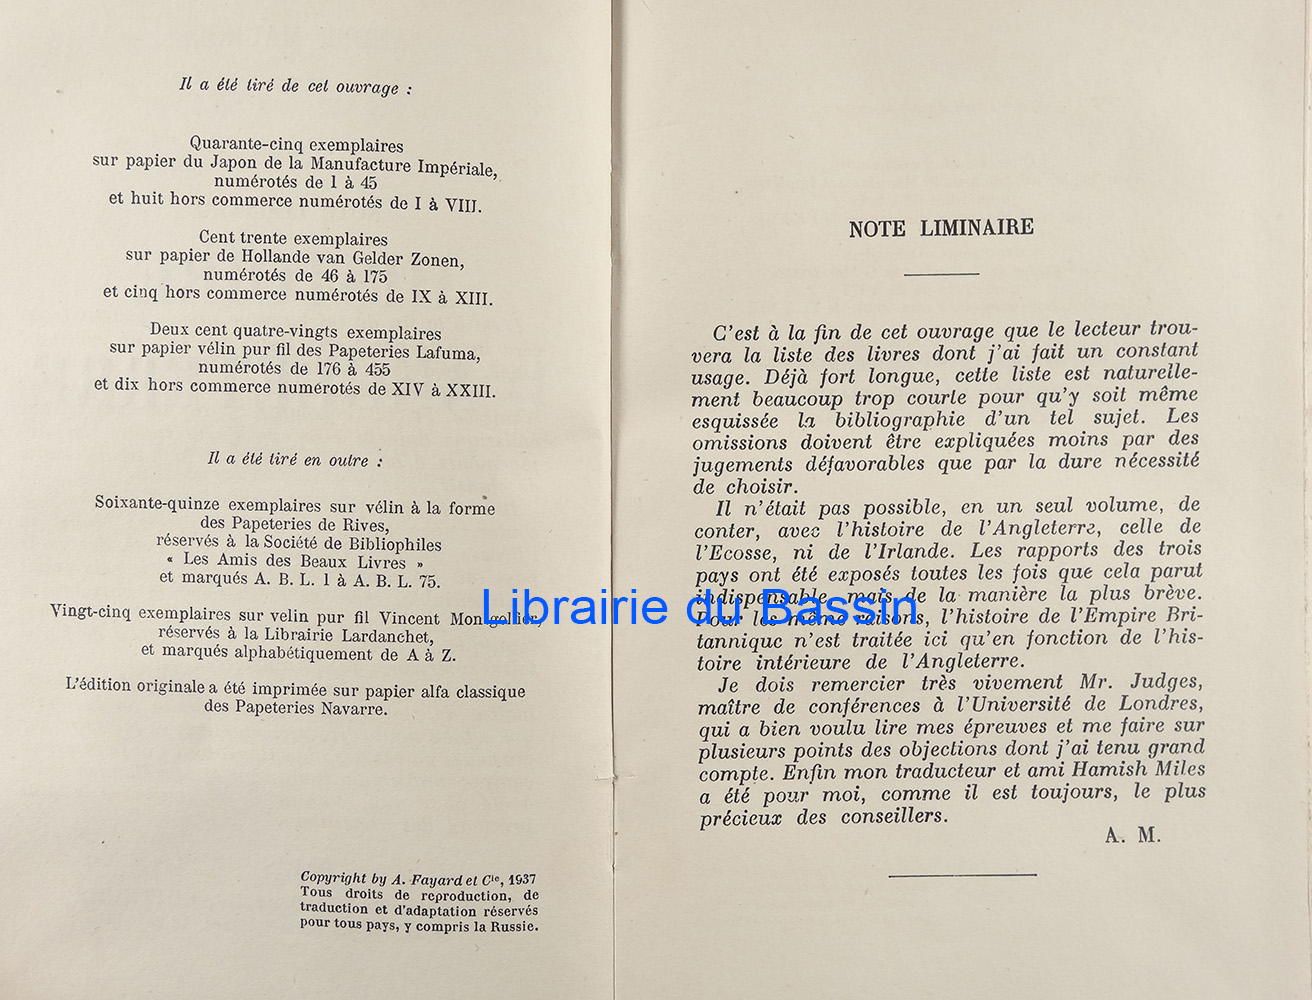 Il a été tiré de cet ouvrage :
Quarante-cinq exemplaires
sur papier du Japon de la Manufacture Impériale,
numérotés de 1 à 45
et huit hors commerce numérotés de I à VIII.
Cent trente exemplaires
sur papier de Hollande van Gelder Zonen,
numérotés de 46 à 175
et cinq hors commerce numérotés de IX à XIII.
Deux cent quatre-vingts exemplaires
sur papier vélin pur fil des Papeteries Lafuma,
numérotés de 176 à 455
et dix hors commerce numérotés de XIV à XXIII.
Il a été tiré en outre :
Soixante-quinze exemplaires sur vélin à la forme
des Papeteries de Rives,
réservés à la Société de Bibliophiles
« Les Amis des Beaux Livres »
et marqués A. B. L. 1 à A. B. L. 75.
Vingt-cinq exemplaires sur velin pur fil Vincent Montgolfier,
réservés à la Librairie Lardanchet,
et marqués alphabétiquement de A à Z.
L'édition originale a été imprimée sur papier alfa classique
des Papeteries Navarre.
Copyright by A. Fayard et Cie, 1937
Tous droits de reproduction, de
traduction et d'adaptation réservés
pour tous pays, y compris la Russie.
NOTE LIMINAIRE
C'est à la fin de cet ouvrage que le lecteur trou-
vera la liste des livres dont j'ai fait un constant
usage. Déjà fort longue, cette liste est naturelle-
ment beaucoup trop courte pour qu'y soit même
esquissée la bibliographie d'un tel sujet. Les
omissions doivent être expliquées moins par des
jugements défavorables que par la dure nécessité
de choisir.
Il n'était pas possible, en un seul volume, de
conter, avec l'histoire de l'Angleterre, celle de
l'Ecosse, ni de l'Irlande. Les rapports des trois
pays ont été exposés toutes les fois que cela parut
indispensable, mais de la manière la plus brève.
Pour les même raisons, l'histoire de l'Empire Bri-
tannique n'est traitée ici qu'en fonction de l'his-
toire intérieure de l'Angleterre.
Je dois remercier très vivement Mr. Judges,
maître de conférences à l'Université de Londres,
qui a bien voulu lire mes épreuves et me faire sur
plusieurs points des objections dont j'ai tenu grand
compte. Enfin mon traducteur et ami Hamish Miles
a été pour moi, comme il est toujours, le plus
précieux des conseillers.
A. M.
Librairie du Bassin